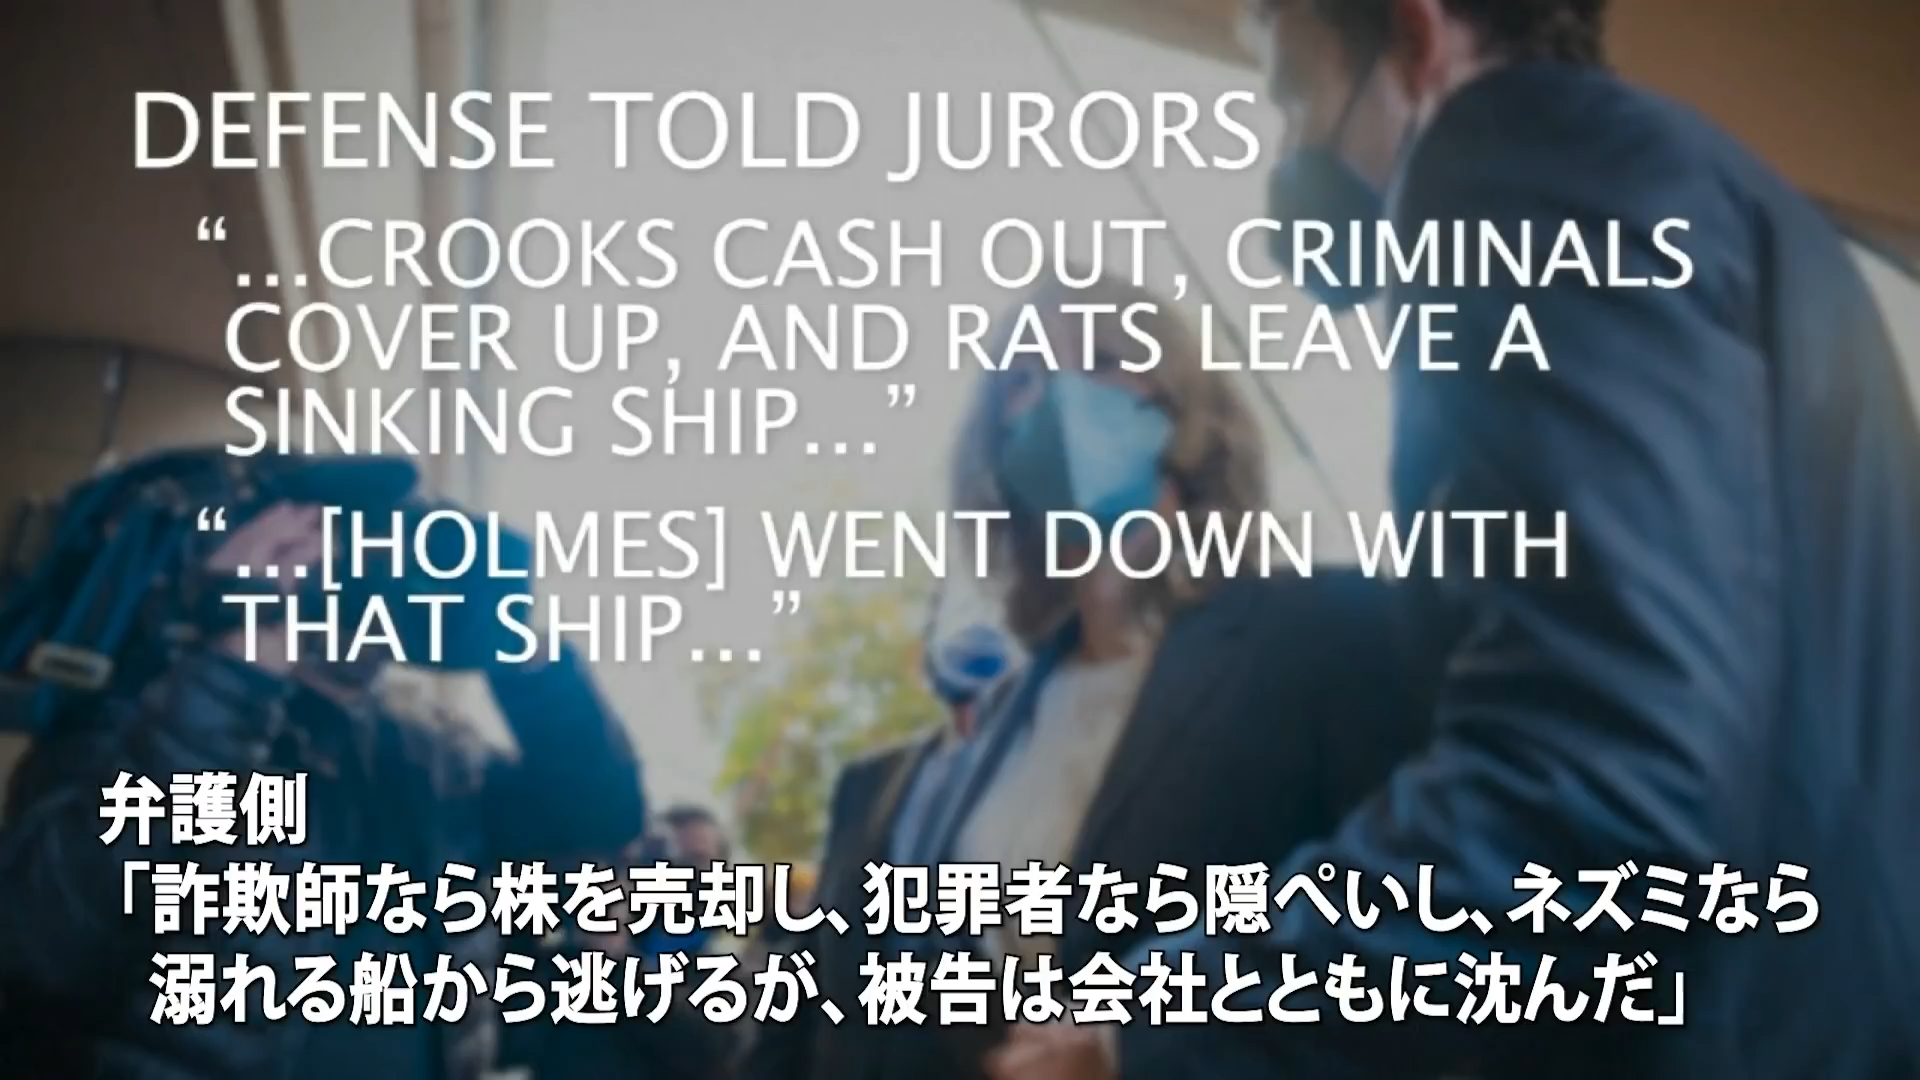 DEFENSE TOLD JURORS
“...CROOKS CASH OUT, CRIMINALS
COVER UP, AND RATS LEAVE A
SINKING SHIP...”
“...[HOLMES] WENT DOWN WITH
THAT SHIP...”
弁護側
「詐欺師なら株を売却し、犯罪者なら隠ぺいし、ネズミなら
溺れる船から逃げるが、被告は会社とともに沈んだ」